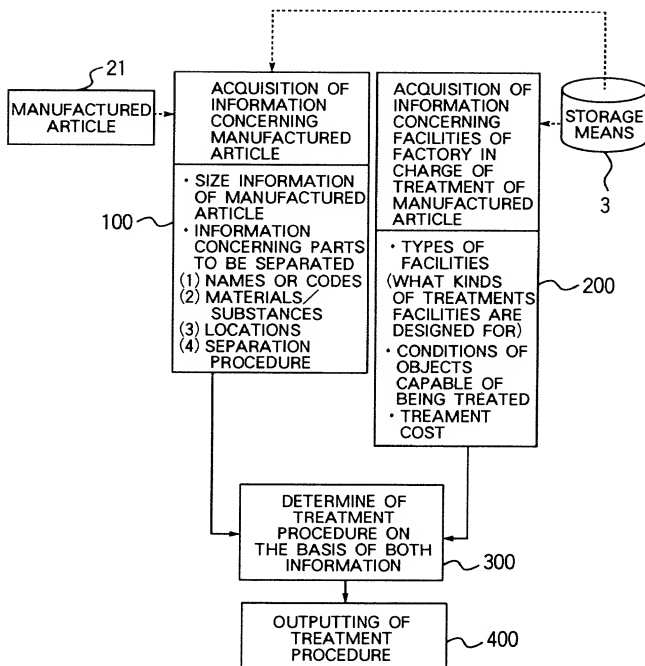 21
MANUFACTURED
ARTICLE
ACQUISITION OF
INFORMATION
CONCERNING
MANUFACTURED
ARTICLE
100
· SIZE INFORMATION
OF MANUFACTURED
ARTICLE
· INFORMATION
CONCERNING PARTS
TO BE SEPARATED
(1) NAMES OR CODES
(2) MATERIALS/
SUBSTANCES
(3) LOCATIONS
(4) SEPARATION
PROCEDURE
ACQUISITION OF
INFORMATION
CONCERNING
FACILITIES OF
FACTORY IN
CHARGE OF
TREATMENT OF
MANUFACTURED
ARTICLE
STORAGE
MEANS
3
· TYPES OF
FACILITIES
(WHAT KINDS
OF TREATMENTS
FACILITIES ARE
DESIGNED FOR)
· CONDITIONS OF
OBJECTS
CAPABLE OF
BEING TREATED
· TREAMENT
COST
200
DETERMINE OF
TREATMENT
PROCEDURE ON
THE BASIS OF BOTH
INFORMATION
300
OUTPUTTING OF
TREATMENT
PROCEDURE
400